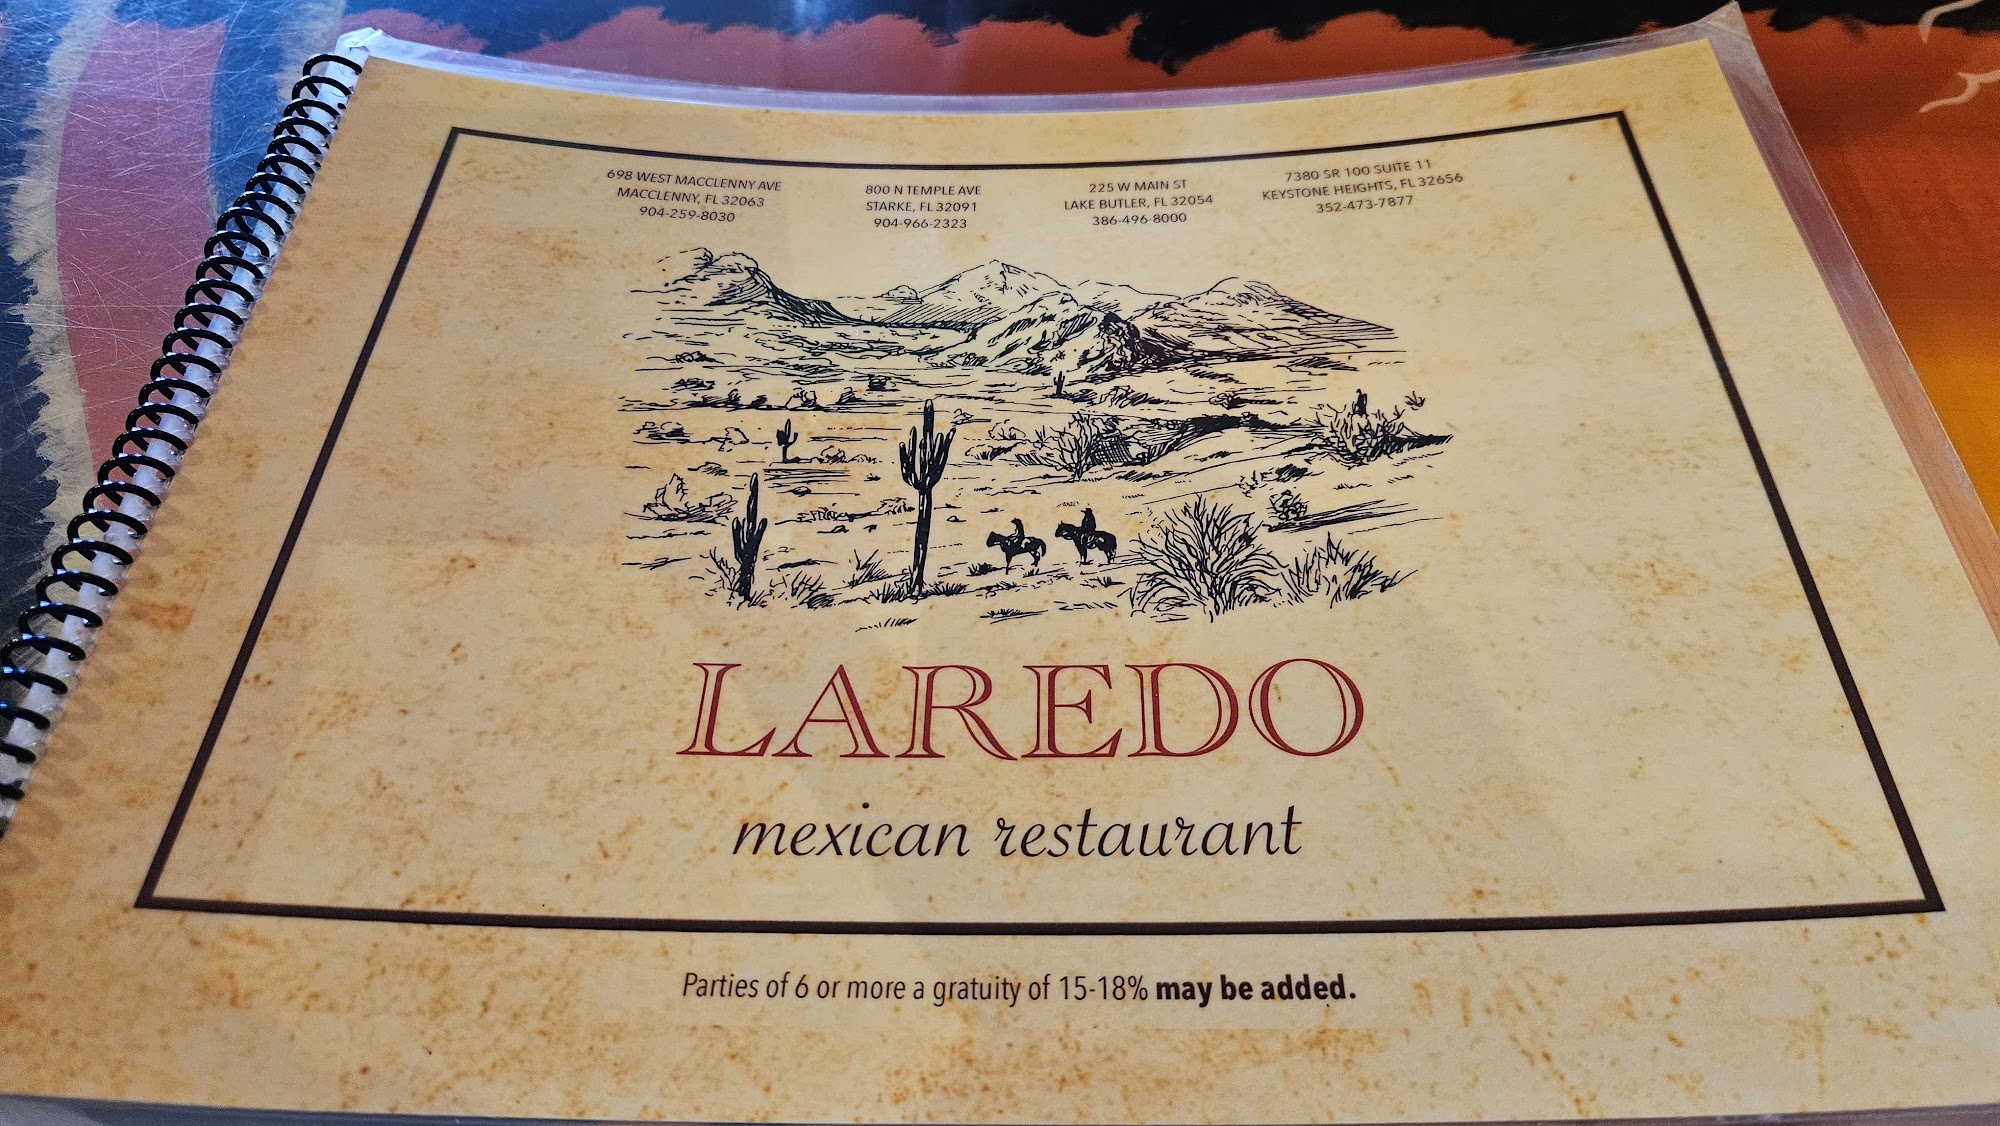 698 WEST MACCLENNY AVE
MACCLENNY, FL 32063
904-259-8030
800 N TEMPLE AVE
STARKE, FL 32091
904-966-2323
225 W MAIN ST
LAKE BUTLER, FL 32054
386-496-8000
7380 SR 100 SUITE 11
KEYSTONE HEIGHTS, FL 32656
352-473-7877
LAREDO
mexican restaurant
Parties of 6 or more a gratuity of 15-18% may be added.